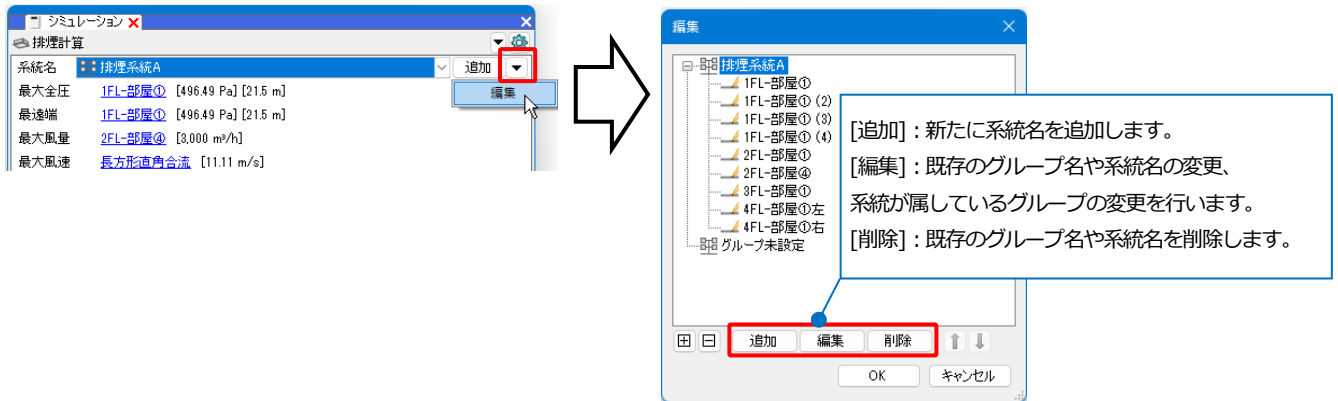 シミュレーション
排煙計算
系統名 排煙系統A 追加
編集
最大全圧 1FL-部屋① [496.49 Pa] [21.5 m]
最遠端 1FL-部屋① [496.49 Pa] [21.5 m]
最大風量 2FL-部屋④ [3,000 m³/h]
最大風速 長方形直角合流 [11.11 m/s]
編集
排煙系統A
1FL-部屋①
1FL-部屋① (2)
1FL-部屋① (3)
1FL-部屋① (4)
2FL-部屋①
2FL-部屋④
3FL-部屋①
4FL-部屋①左
4FL-部屋①右
グループ未設定
[追加]：新たに系統名を追加します。
[編集]：既存のグループ名や系統名の変更、
系統が属しているグループの変更を行います。
[削除]：既存のグループ名や系統名を削除します。
追加 編集 削除
OK キャンセル